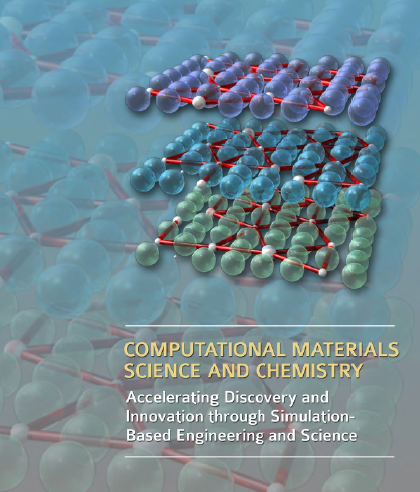 COMPUTATIONAL MATERIALS
SCIENCE AND CHEMISTRY
Accelerating Discovery and
Innovation through Simulation-
Based Engineering and Science